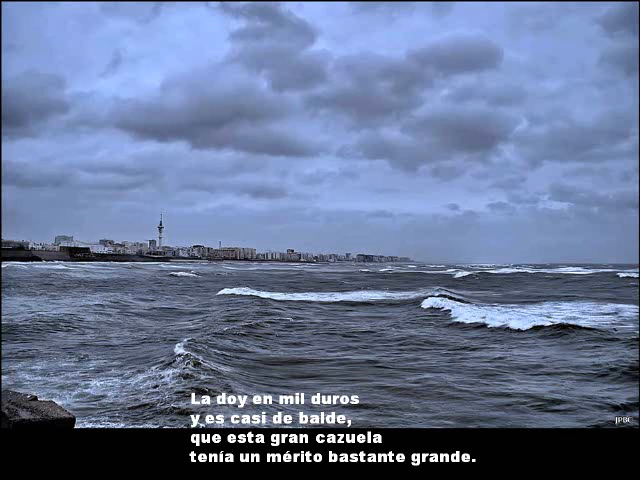 JPBC
La doy en mil duros
y es casi de balde,
que esta gran cazuela
tenía un mérito bastante grande.